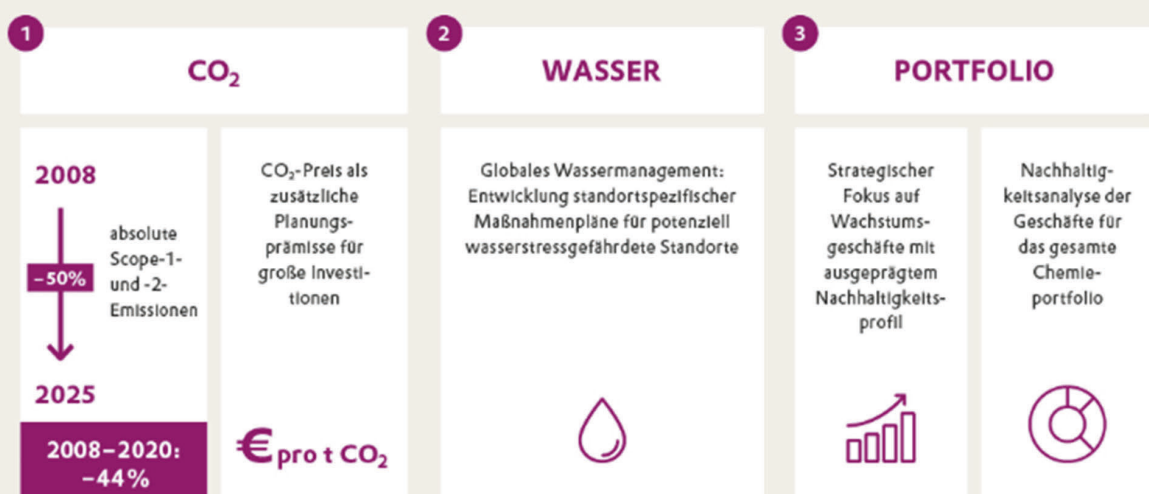 1
CO₂
2008
-50%
absolute
Scope-1-
und -2-
Emissionen
2025
2008–2020:
-44%
CO₂-Preis als
zusätzliche
Planungs-
prämisse für
große Investi-
tionen
€ pro t CO₂
2
WASSER
Globales Wassermanagement:
Entwicklung standortspezifischer
Maßnahmenpläne für potenziell
wasserstressgefährdete Standorte
3
PORTFOLIO
Strategischer
Fokus auf
Wachstums-
geschäfte mit
ausgeprägtem
Nachhaltigkeits-
profil
Nachhaltig-
keitsanalyse der
Geschäfte für
das gesamte
Chemie-
portfolio